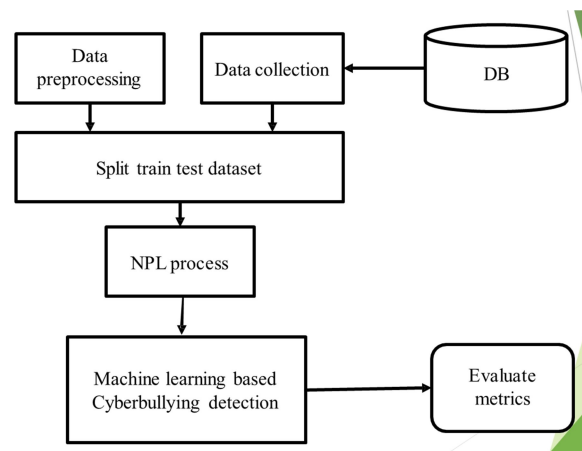 Data
preprocessing
Data collection
DB
Split train test dataset
NPL process
Machine learning based
Cyberbullying detection
Evaluate
metrics